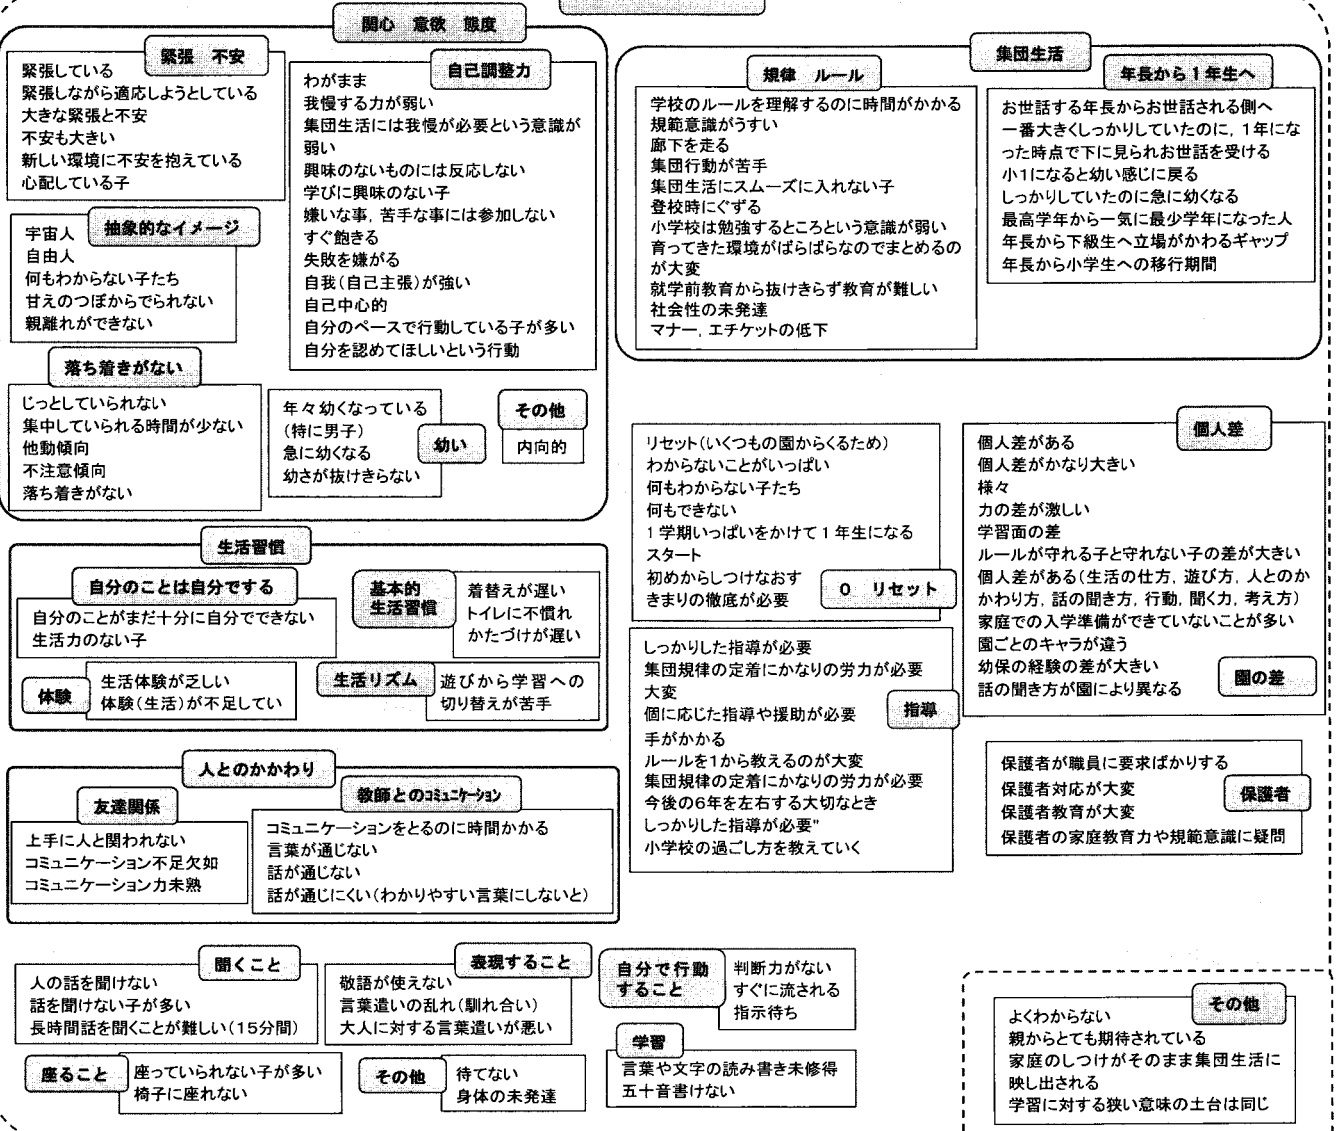 関心 意欲 態度
緊張 不安
緊張している
緊張しながら適応しようとしている
大きな緊張と不安
不安も大きい
新しい環境に不安を抱えている
心配している子
抽象的なイメージ
宇宙人
自由人
何もわからない子たち
甘えのつぼからでられない
親離れができない
落ち着きがない
じっとしていられない
集中していられる時間が少ない
他動傾向
不注意傾向
落ち着きがない
自己調整力
わがまま
我慢する力が弱い
集団生活には我慢が必要という意識が
弱い
興味のないものには反応しない
学びに興味のない子
嫌いな事，苦手な事には参加しない
すぐ飽きる
失敗を嫌がる
自我（自己主張）が強い
自己中心的
自分のペースで行動している子が多い
自分を認めてほしいという行動
幼い
年々幼くなっている
（特に男子）
急に幼くなる
幼さが抜けきらない
その他
内向的
集団生活
規律 ルール
学校のルールを理解するのに時間がかかる
規範意識がうすい
廊下を走る
集団行動が苦手
集団生活にスムーズに入れない子
登校時にぐずる
小学校は勉強するところという意識が弱い
育ってきた環境がばらばらなのでまとめるの
が大変
就学前教育から抜けきらず教育が難しい
社会性の未発達
マナー，エチケットの低下
年長から１年生へ
お世話する年長からお世話される側へ
一番大きくしっかりしていたのに，１年にな
った時点で下に見られお世話を受ける
小１になると幼い感じに戻る
しっかりしていたのに急に幼くなる
最高学年から一気に最少学年になった人
年長から下級生へ立場がかわるギャップ
年長から小学生への移行期間
生活習慣
自分のことは自分でする
自分のことがまだ十分に自分でできない
生活力のない子
基本的
生活習慣
着替えが遅い
トイレに不慣れ
かたづけが遅い
体験
生活体験が乏しい
体験（生活）が不足してい
生活リズム
遊びから学習への
切り替えが苦手
０ リセット
リセット（いくつもの園からくるため）
わからないことがいっぱい
何もわからない子たち
何もできない
１学期いっぱいをかけて１年生になる
スタート
初めからしつけなおす
きまりの徹底が必要
個人差
個人差がある
個人差がかなり大きい
様々
力の差が激しい
学習面の差
ルールが守れる子と守れない子の差が大きい
個人差がある（生活の仕方，遊び方，人とのか
かわり方，話の聞き方，行動，聞く力，考え方）
家庭での入学準備ができていないことが多い
園ごとのキャラが違う
幼保の経験の差が大きい
話の聞き方が園により異なる
園の差
指導
しっかりした指導が必要
集団規律の定着にかなりの労力が必要
大変
個に応じた指導や援助が必要
手がかかる
ルールを１から教えるのが大変
集団規律の定着にかなりの労力が必要
今後の６年を左右する大切なとき
しっかりした指導が必要"
小学校の過ごし方を教えていく
保護者
保護者が職員に要求ばかりする
保護者対応が大変
保護者教育が大変
保護者の家庭教育力や規範意識に疑問
人とのかかわり
友達関係
上手に人と関われない
コミュニケーション不足欠如
コミュニケーション力未熟
教師とのｺﾐｭﾆｹｰｼｮﾝ
コミュニケーションをとるのに時間かかる
言葉が通じない
話が通じない
話が通じにくい（わかりやすい言葉にしないと）
聞くこと
人の話を聞けない
話を聞けない子が多い
長時間話を聞くことが難しい（１５分間）
表現すること
敬語が使えない
言葉遣いの乱れ（馴れ合い）
大人に対する言葉遣いが悪い
自分で行動
すること
判断力がない
すぐに流される
指示待ち
座ること
座っていられない子が多い
椅子に座れない
その他
待てない
身体の未発達
学習
言葉や文字の読み書き未修得
五十音書けない
その他
よくわからない
親からとても期待されている
家庭のしつけがそのまま集団生活に
映し出される
学習に対する狭い意味の土台は同じ